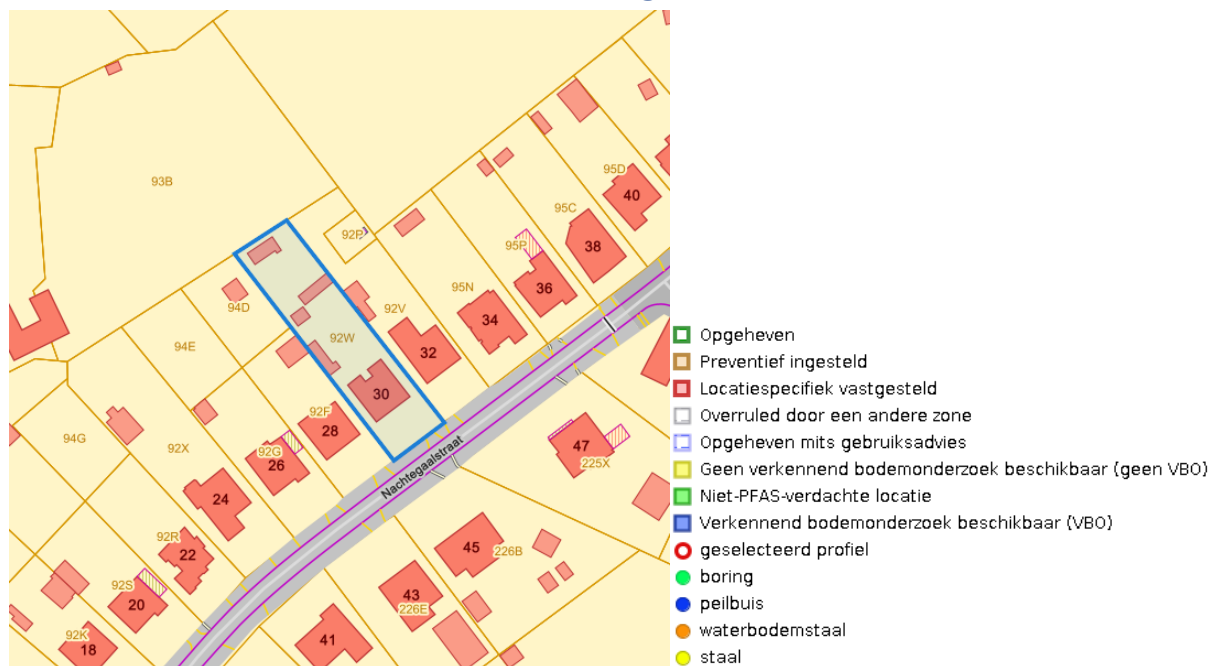 93B
95D
40
92P
95C
38
95P
94D
95N
36
92V
34
94E
92W
32
30
92F
28
94G
92X
92G
26
47
225X
24
Nachtegaalstraat
92R
22
45
226B
92S
20
43
226E
92K
18
41
Opgeheven
Preventief ingesteld
Locatiespecifiek vastgesteld
Overruled door een andere zone
Opgeheven mits gebruiksadvies
Geen verkennend bodemonderzoek beschikbaar (geen VBO)
Niet-PFAS-verdachte locatie
Verkennend bodemonderzoek beschikbaar (VBO)
geselecteerd profiel
boring
peilbuis
waterbodemstaal
staal